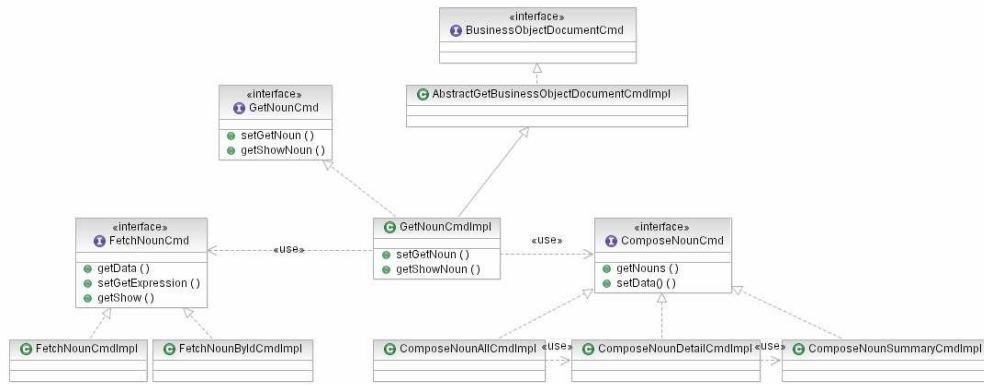 «interface»
BusinessObjectDocumentCmd
«interface»
GetNounCmd
setGetNoun ( )
getShowNoun ( )
AbstractGetBusinessObjectDocumentCmdImpl
«interface»
FetchNounCmd
getData ( )
setGetExpression ( )
getShow ( )
«use»
GetNounCmdImpl
setGetNoun ( )
getShowNoun ( )
«use»
«interface»
ComposeNounCmd
getNouns ( )
setData() ( )
FetchNounCmdImpl
FetchNounByIdCmdImpl
ComposeNounAllCmdImpl
«use»
ComposeNounDetailCmdImpl
«use»
ComposeNounSummaryCmdImpl